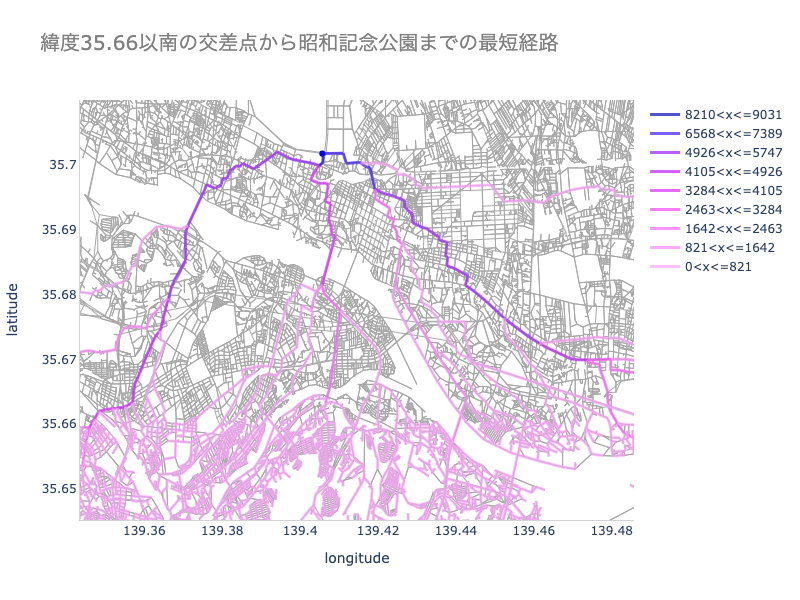 緯度35.66以南の交差点から昭和記念公園までの最短経路
8210<x<=9031
6568<x<=7389
4926<x<=5747
4105<x<=4926
3284<x<=4105
2463<x<=3284
1642<x<=2463
821<x<=1642
0<x<=821
latitude
35.7
35.69
35.68
35.67
35.66
35.65
139.36
139.38
139.4
139.42
139.44
139.46
139.48
longitude